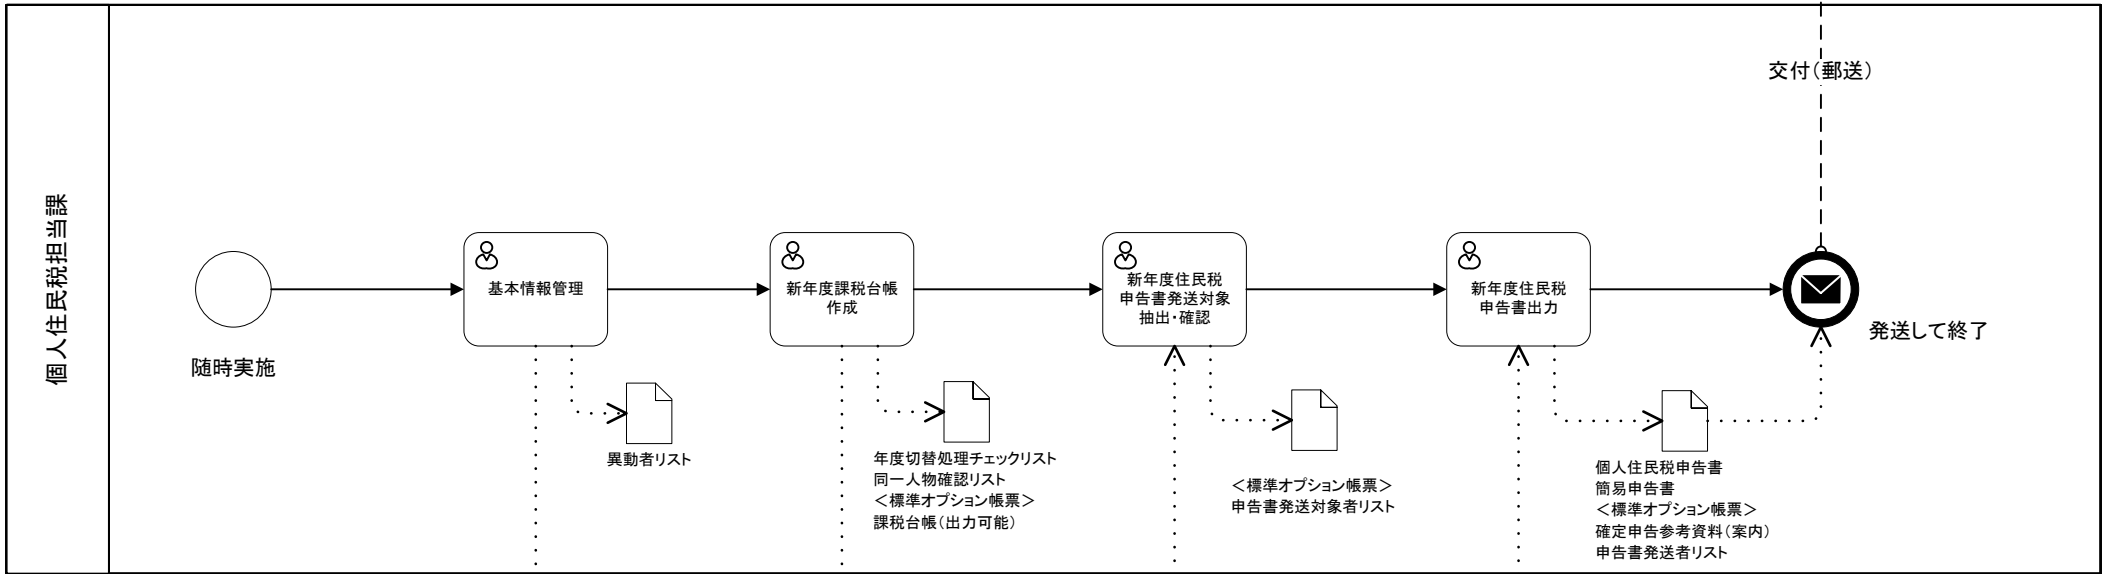 個人住民税担当課
交付（郵送）
随時実施
基本情報管理
異動者リスト
新年度課税台帳
作成
年度切替処理チェックリスト
同一人物確認リスト
＜標準オプション帳票＞
課税台帳（出力可能）
新年度住民税
申告書発送対象
抽出・確認
＜標準オプション帳票＞
申告書発送対象者リスト
新年度住民税
申告書出力
個人住民税申告書
簡易申告書
＜標準オプション帳票＞
確定申告参考資料（案内）
申告書発送者リスト
発送して終了